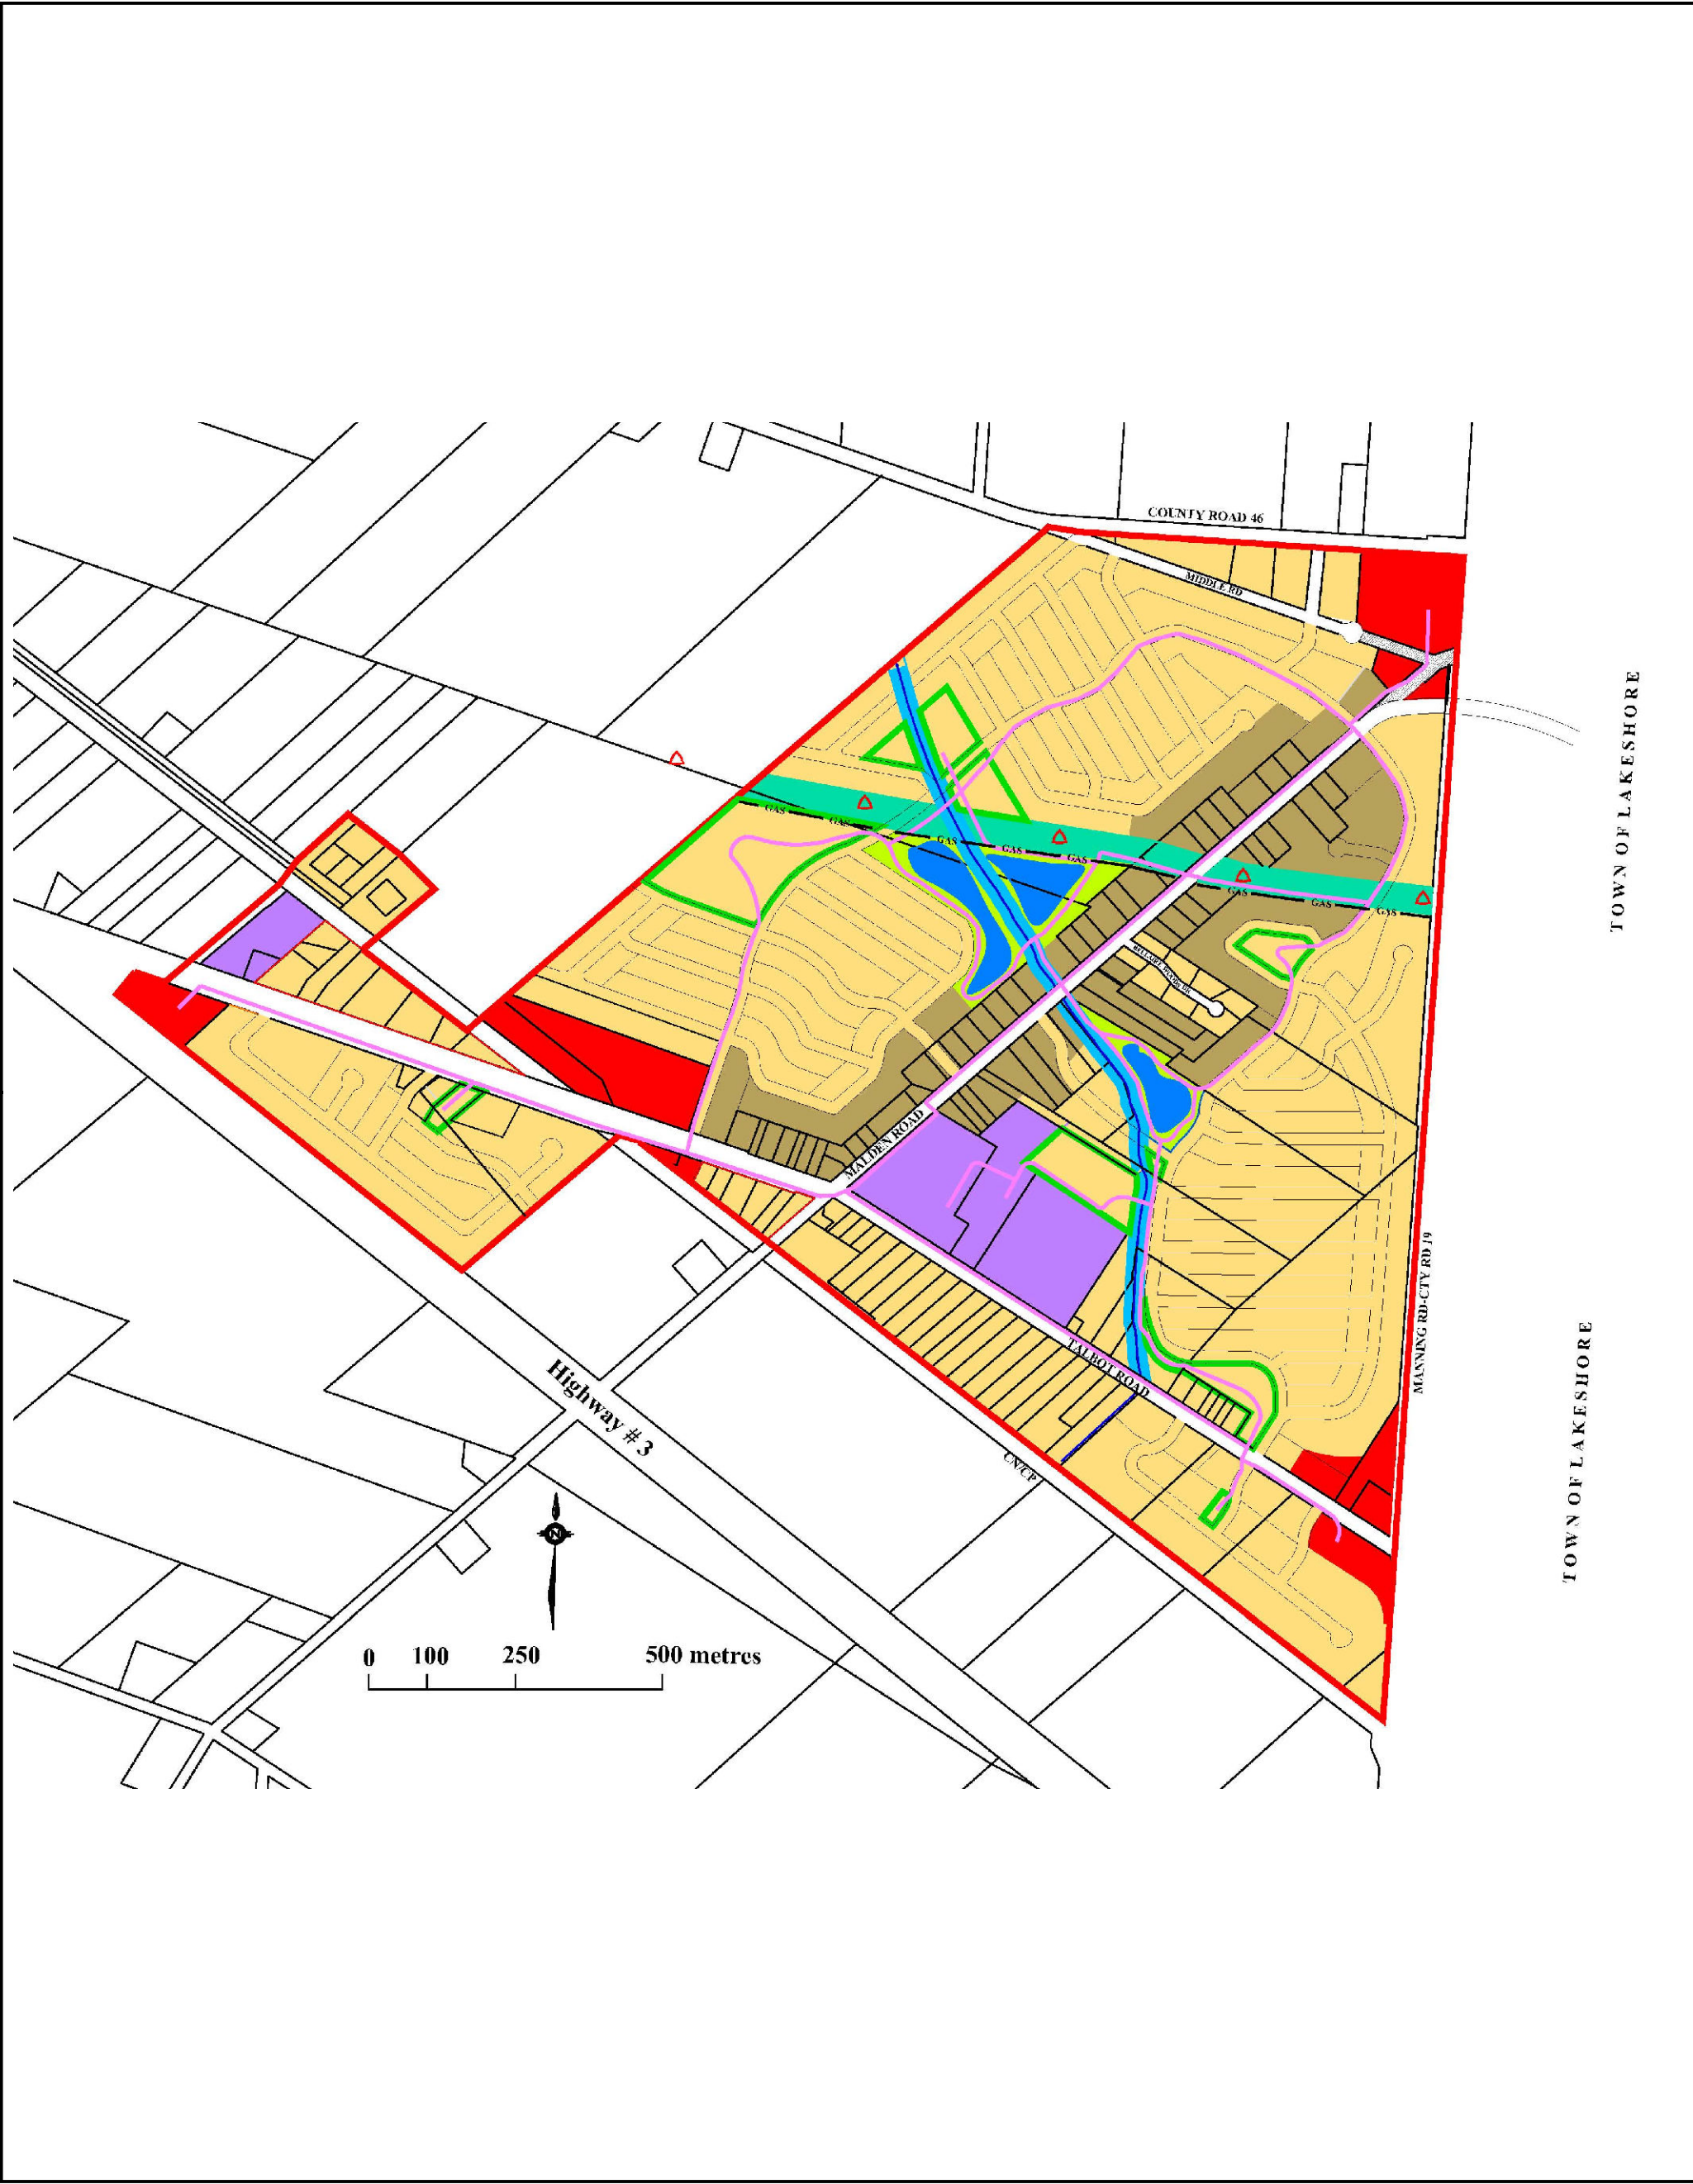 COUNTY ROAD 46
MIDDLE RD
TOWN OF LAKESHORE
GAS GAS GAS GAS GAS GAS GAS GAS
MALDEN ROAD
MANNING RD-CTY RD 19
TALBOT ROAD
TOWN OF LAKESHORE
Highway # 3
CN/CP
N
0 100 250 500 metres